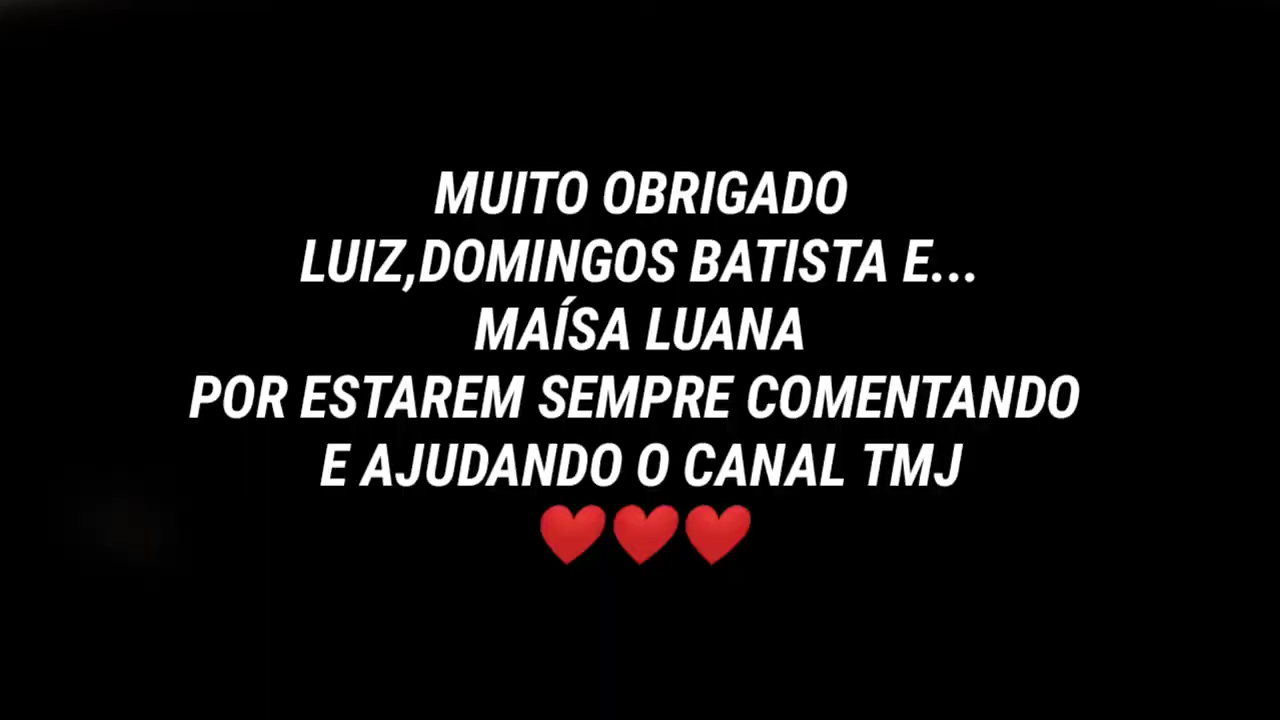 MUITO OBRIGADO
LUIZ,DOMINGOS BATISTA E...
MAÍSA LUANA
POR ESTAREM SEMPRE COMENTANDO
E AJUDANDO O CANAL TMJ
❤️❤️❤️